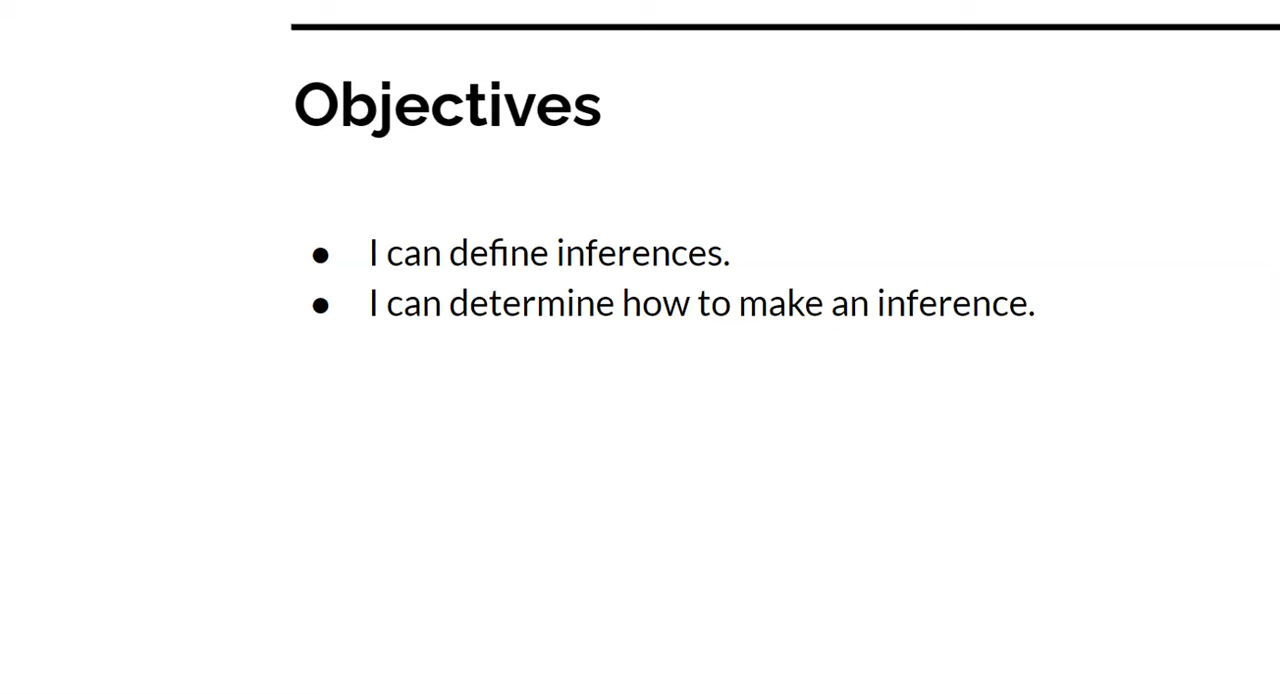 Objectives
● I can define inferences.
● I can determine how to make an inference.